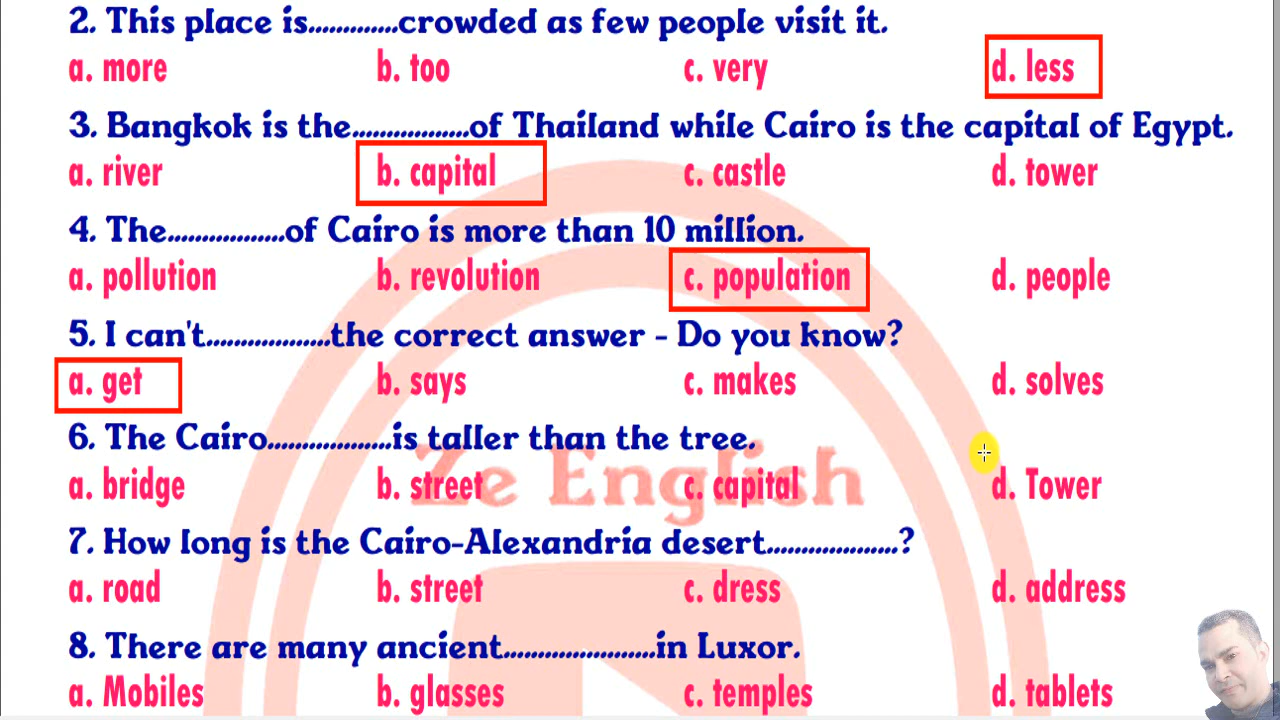 2. This place is.............crowded as few people visit it.
a. more b. too c. very d. less
3. Bangkok is the.................of Thailand while Cairo is the capital of Egypt.
a. river b. capital c. castle d. tower
4. The.................of Cairo is more than 10 million.
a. pollution b. revolution c. population d. people
5. I can't..................the correct answer - Do you know?
a. get b. says c. makes d. solves
6. The Cairo..................is taller than the tree.
Ze English
a. bridge b. street c. capital d. Tower
7. How long is the Cairo-Alexandria desert...................?
a. road b. street c. dress d. address
8. There are many ancient......................in Luxor.
a. Mobiles b. glasses c. temples d. tablets